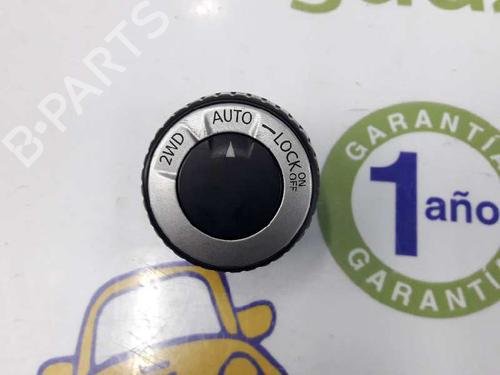 B-PARTS
2WD
AUTO
LOCK
ON
OFF
GARANTÍA
1 año
GARANTÍA